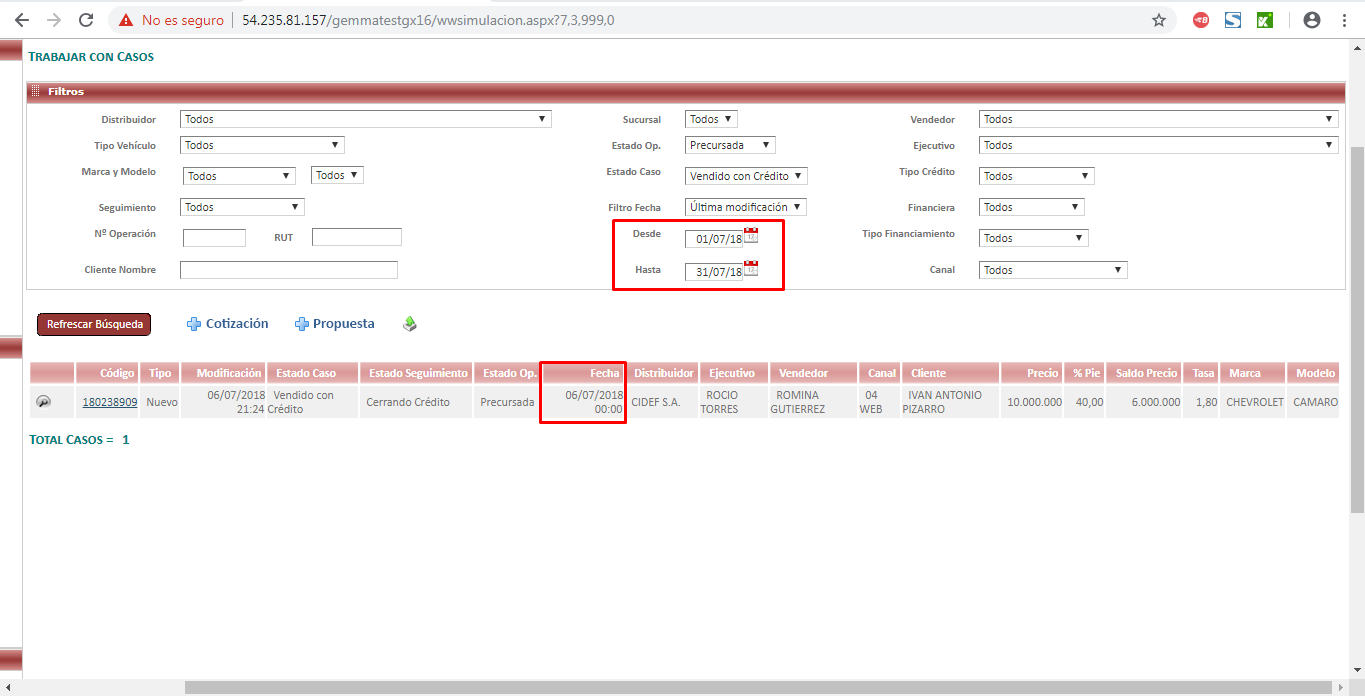 No es seguro 54.235.81.157/gemmatestgx16/wwsimulacion.aspx?7,3,999,0
TRABAJAR CON CASOS
Filtros
Distribuidor Todos Sucursal Todos Vendedor Todos
Tipo Vehículo Todos Estado Op. Precursada Ejecutivo Todos
Marca y Modelo Todos Todos Estado Caso Vendido con Crédito Tipo Crédito Todos
Seguimiento Todos Filtro Fecha Última modificación Financiera Todos
Nº Operación RUT Desde 01/07/18 Tipo Financiamiento Todos
Cliente Nombre Hasta 31/07/18 Canal Todos
Refrescar Búsqueda Cotización Propuesta
Código Tipo Modificación Estado Caso Estado Seguimiento Estado Op. Fecha Distribuidor Ejecutivo Vendedor Canal Cliente Precio % Pie Saldo Precio Tasa Marca Modelo
180238909 Nuevo 06/07/2018 21:24 Vendido con Crédito Cerrando Crédito Precursada 06/07/2018 00:00 CIDEF S.A. ROCIO TORRES ROMINA GUTIERREZ 04 WEB IVAN ANTONIO PIZARRO 10.000.000 40,00 6.000.000 1,80 CHEVROLET CAMARO
TOTAL CASOS = 1